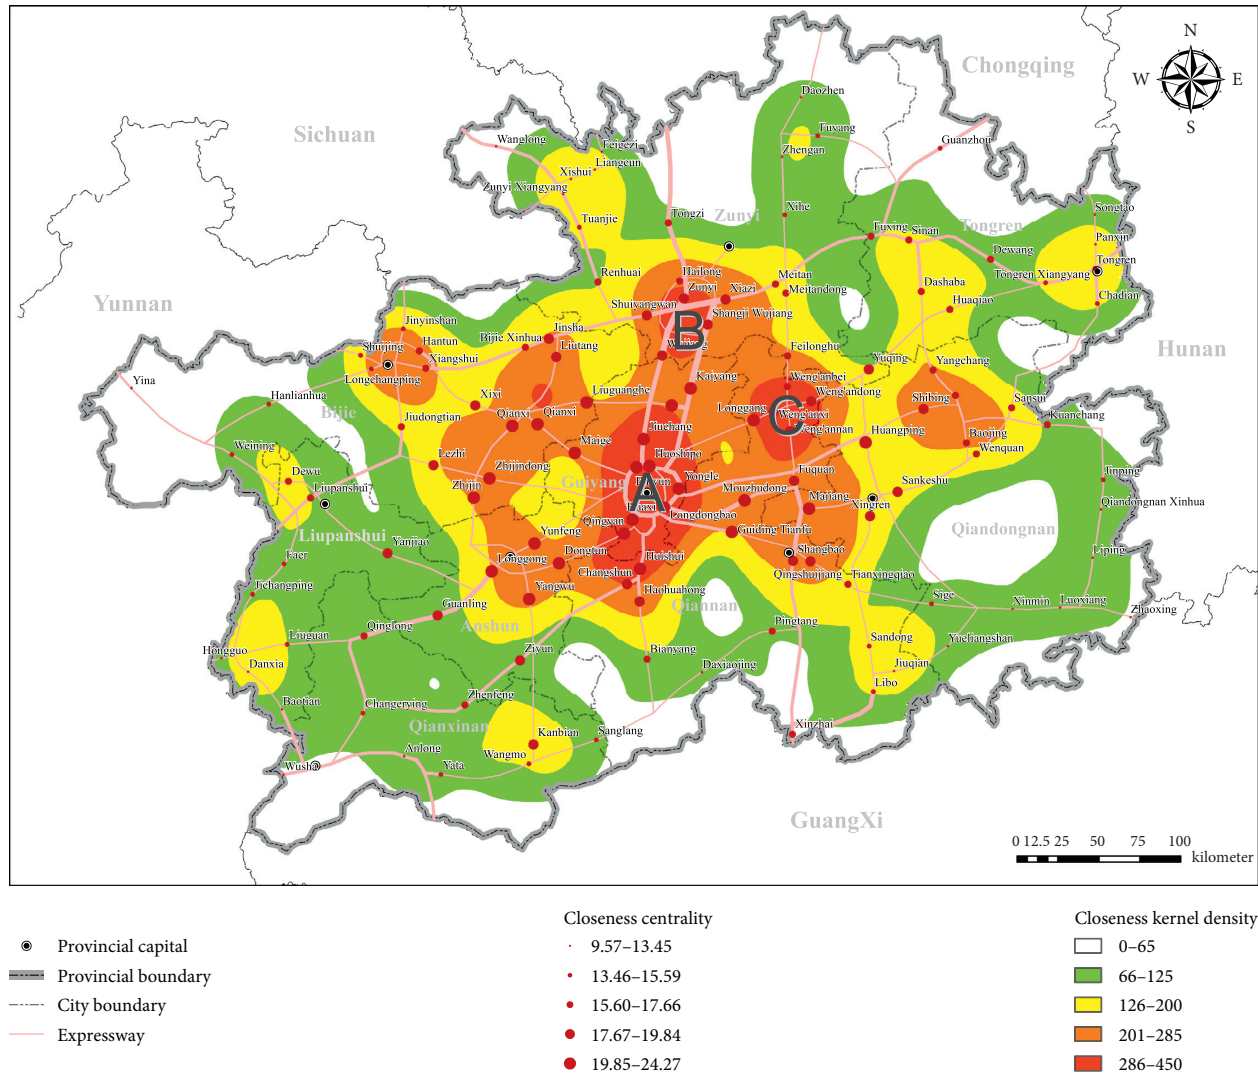 N
W E
S
Chongqing
Sichuan
Yunnan
Hunan
GuangXi
Zunyi
Tongren
Bijie
Guiyang
Liupanshui
Anshun
Qiannan
Qiandongnan
Qianxinan
Daozhen
Guanzhou
Wanglong
Zhengan
Xishui
Zunyi Xiangyang
Tuanjie
Tongzi
Xihe
Songtao
Fuxing
Sinan
Panxin
Dewang
Tongren
Tongren Xiangyang
Renhuai
Hailong
Meitan
Dashaba
Zunyi
Xiazi
Meitandong
Chadian
Shuiyangwan
Huaqiao
Shangji Wujiang
Jinyinshan
Jinsha
B
Shuijing
Hantun
Bijie Xinhua
Liutang
Feilonghu
Xiangshui
Yuqing
Yangchang
Longchangping
Yina
Kaiyang
Weng'anbei
Hanlianhua
Xixi
Liuguanghe
Weng'andong
Shibing
Sansui
Longgang
C
Weng'anxi
Jiudongtian
Qianxi
Qianxi
Kuanchang
Jiuchang
Weng'annan
Huangping
Baojing
Weining
Maige
Wenquan
Lezhi
Zhijindong
Huoshipo
Dewu
Fuquan
Jinping
Liupanshui
Zhijin
A
Yongle
Sankeshu
Mouzhudong
Majiang
Xingren
Qiandongnan Xinhua
Longdongbao
Qingyan
Guiding Tianfu
Yunfeng
Yanjiao
Dongtun
Huishui
Shangbao
Liping
Faer
Longgong
Changshun
Qingshuijiang
Tianxingqiao
Jichangping
Yangwu
Haohuahong
Sige
Xinmin
Luoxiang
Zhaoxing
Guanling
Pingtang
Qinglong
Liuguan
Sandong
Yueliangshan
Hongguo
Ziyun
Bianyang
Danxia
Daxiaojing
Jiuqian
Libo
Baotian
Zhenfeng
Xinzhai
Kanbian
Sanglang
Anlong
Wangmo
Yata
0 12.5 25 50 75 100
kilometer
Provincial capital
Provincial boundary
City boundary
Expressway
Closeness centrality
9.57–13.45
13.46–15.59
15.60–17.66
17.67–19.84
19.85–24.27
Closeness kernel density
0–65
66–125
126–200
201–285
286–450